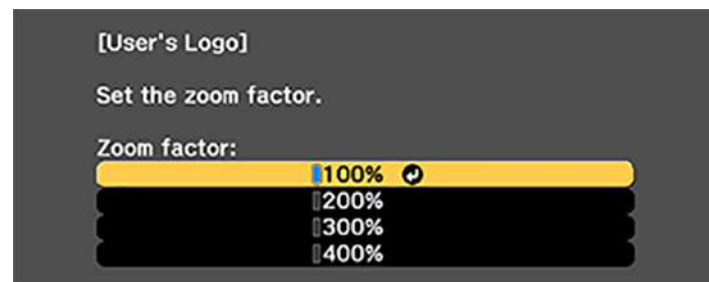 [User's Logo]
Set the zoom factor.
Zoom factor:
100%
200%
300%
400%